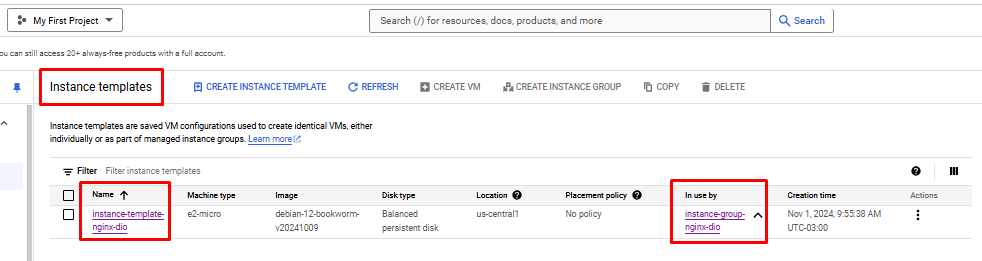 My First Project
Search (/) for resources, docs, products, and more
Search
ou can still access 20+ always-free products with a full account.
Instance templates
CREATE INSTANCE TEMPLATE
REFRESH
CREATE VM
CREATE INSTANCE GROUP
COPY
DELETE
Instance templates are saved VM configurations used to create identical VMs, either
individually or as part of managed instance groups. Learn more
Filter Filter instance templates
Name Machine type Image Disk type Location Placement policy In use by Creation time Actions
instance-template- e2-micro debian-12-bookworm- Balanced us-central1 No policy instance-group- Nov 1, 2024, 9:55:38 AM
nginx-dio v20241009 persistent disk nginx-dio UTC-03:00